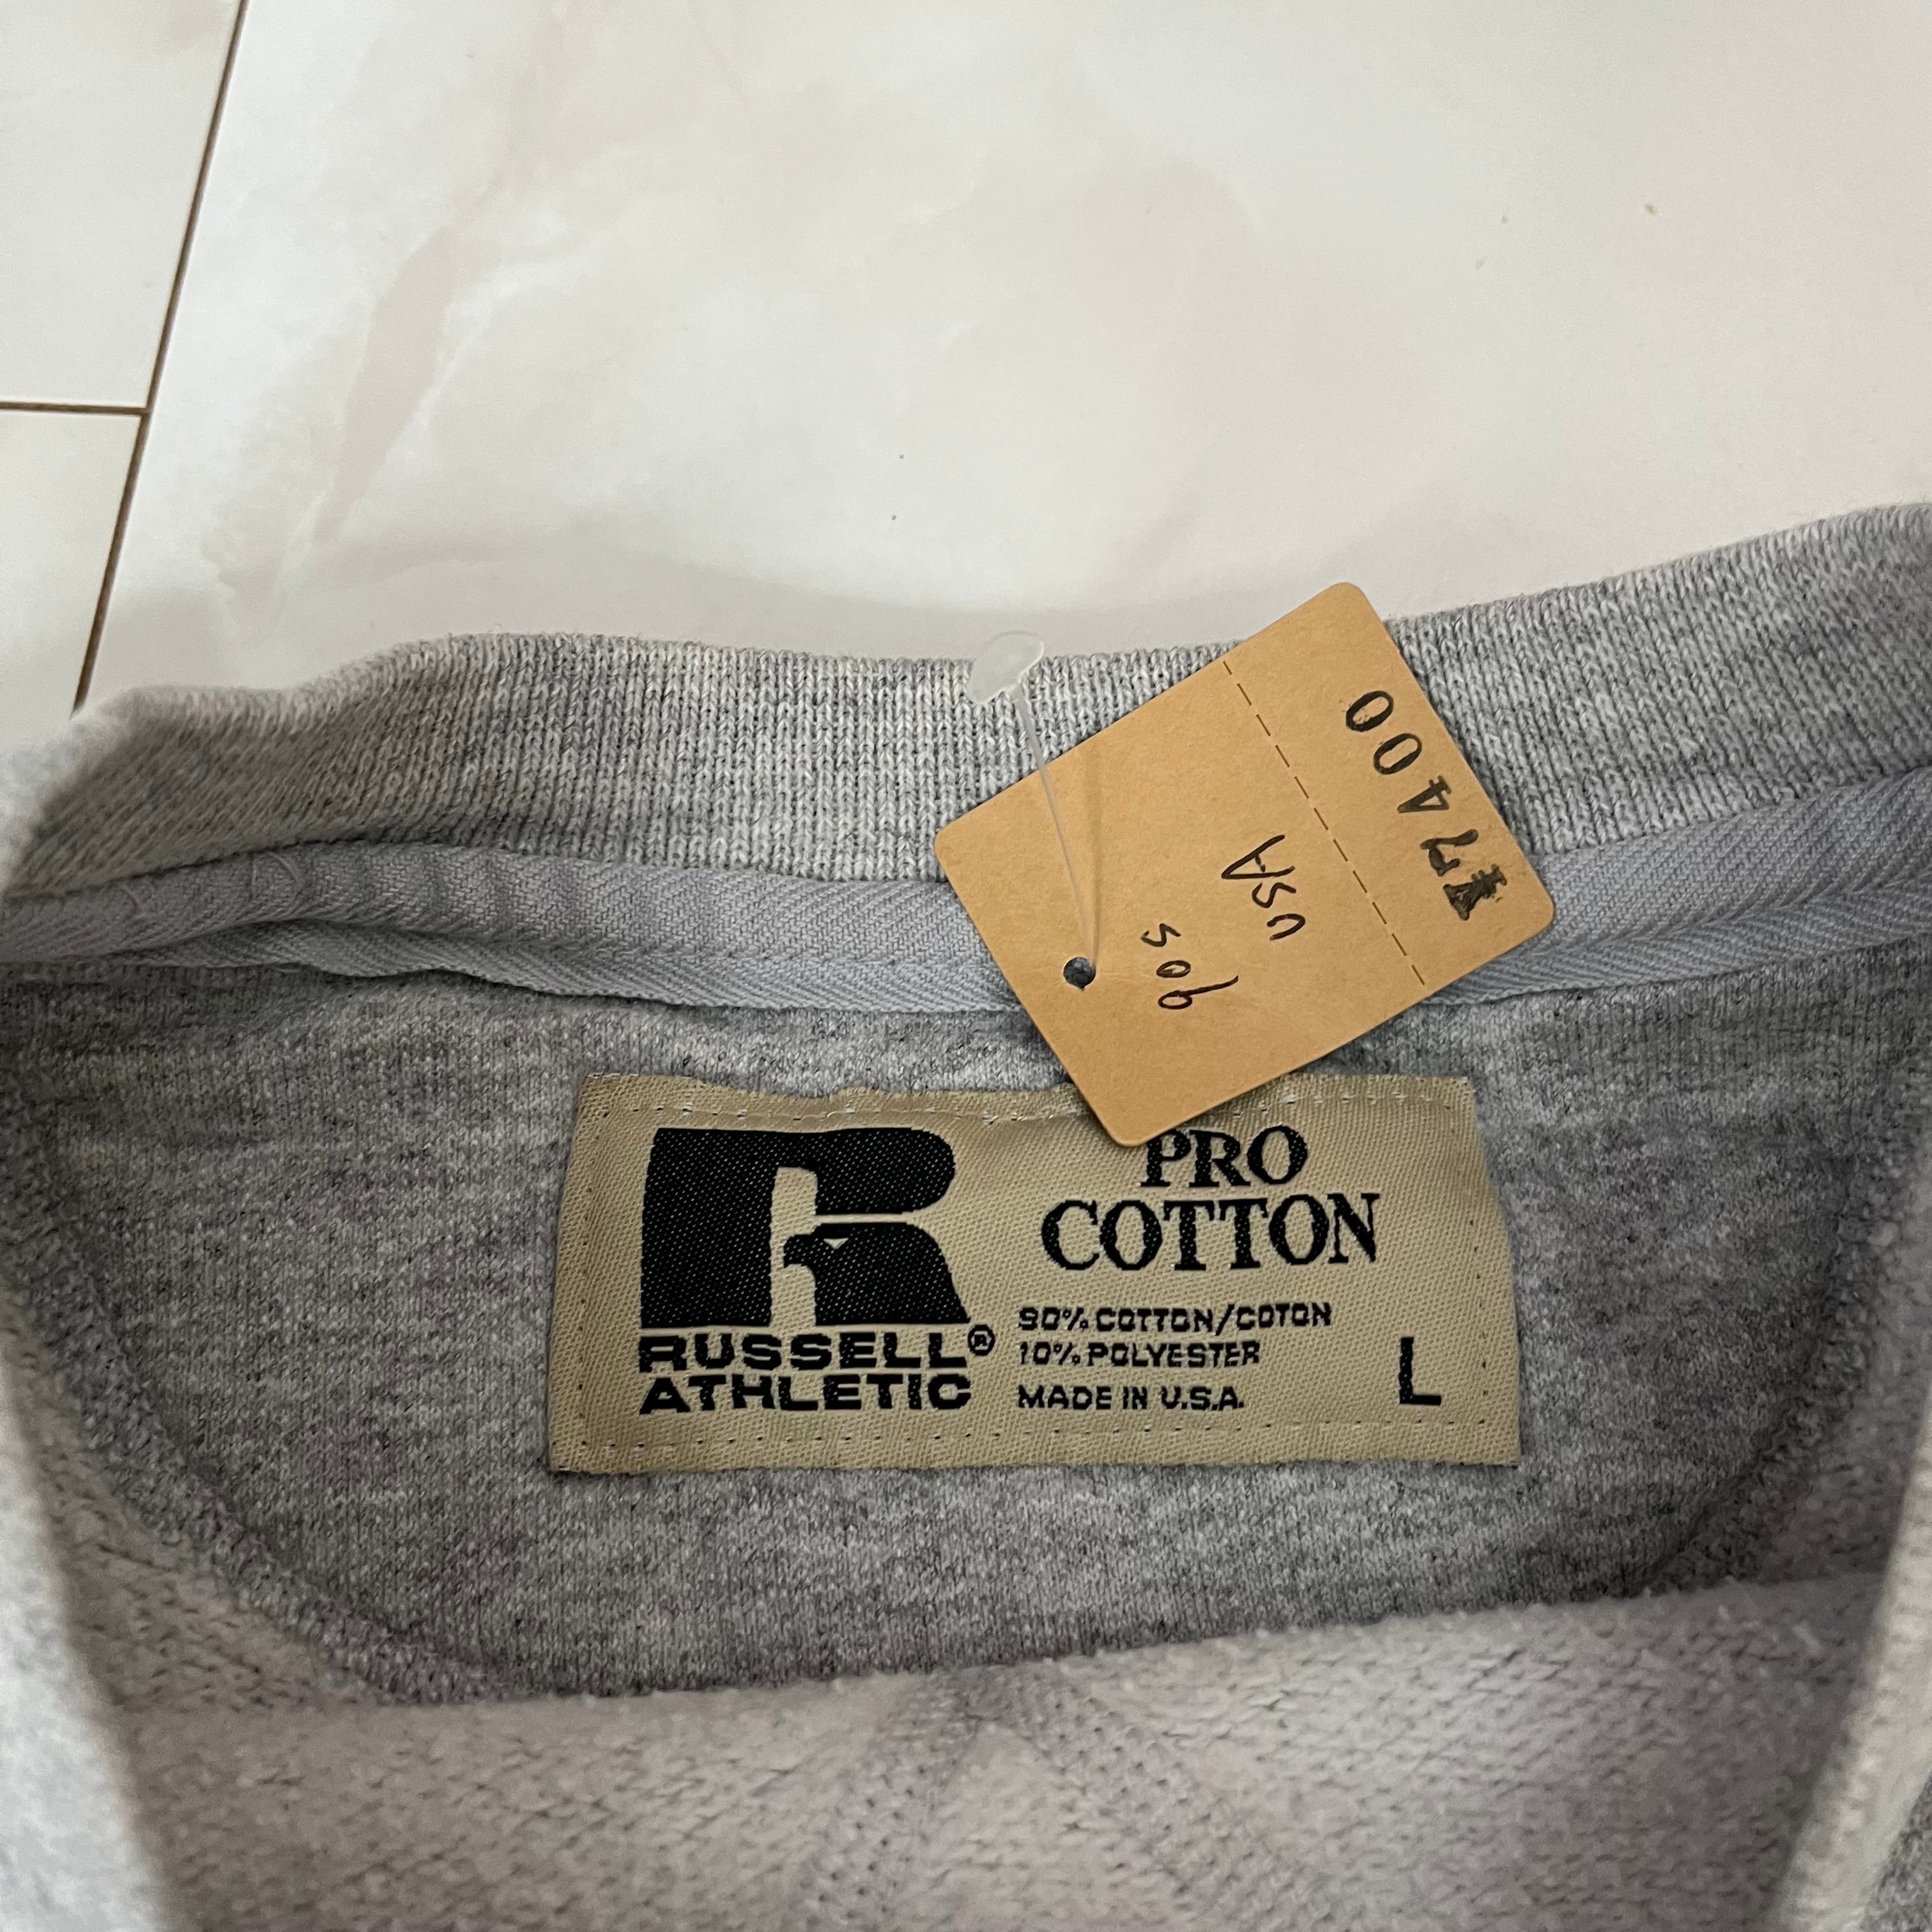 ¥7400
USA
90s
PRO
COTTON
RUSSELL®
ATHLETIC
90% COTTON/COTON
10% POLYESTER
MADE IN U.S.A.
L